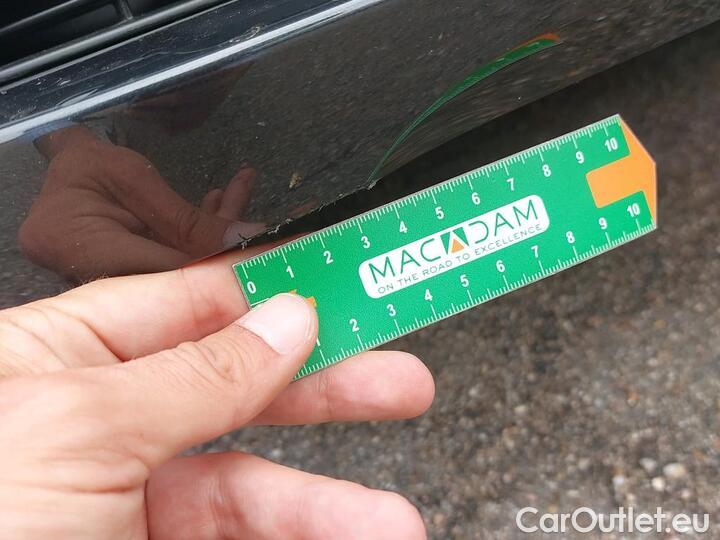 0 1 2 3 4 5 6 7 8 9 10
MACADAM
ON THE ROAD TO EXCELLENCE
1 2 3 4 5 6 7 8 9 10
CarOutlet.eu